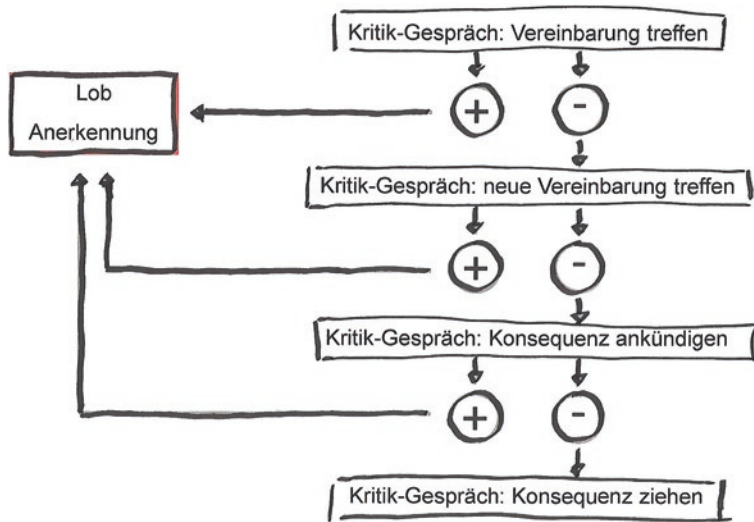 Kritik-Gespräch: Vereinbarung treffen
Lob
Anerkennung
+
-
Kritik-Gespräch: neue Vereinbarung treffen
+
-
Kritik-Gespräch: Konsequenz ankündigen
+
-
Kritik-Gespräch: Konsequenz ziehen